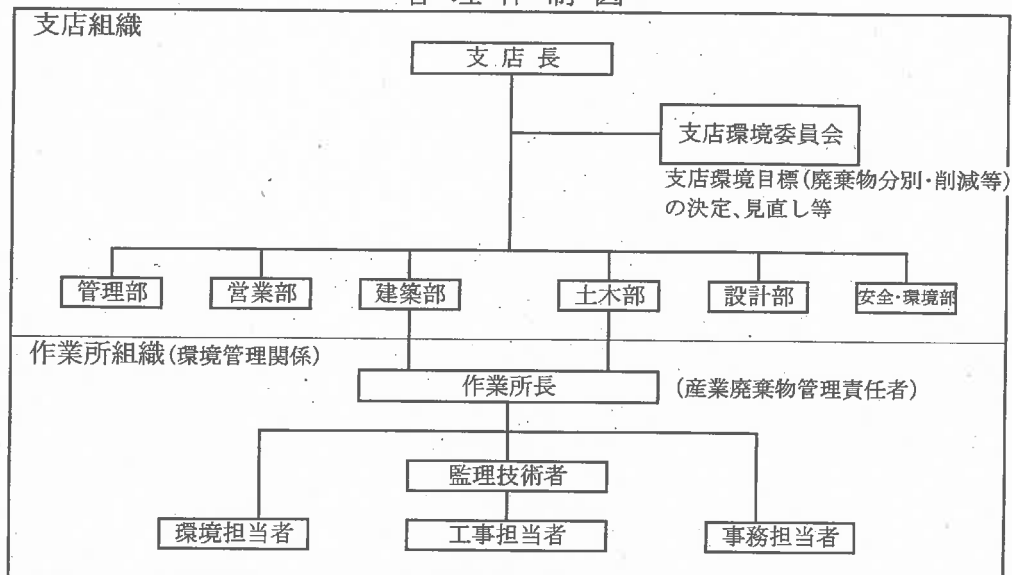 管理体制図
支店組織
支店長
支店環境委員会
支店環境目標(廃棄物分別・削減等)
の決定、見直し等
管理部
営業部
建築部
土木部
設計部
安全・環境部
作業所組織(環境管理関係)
作業所長
(産業廃棄物管理責任者)
監理技術者
環境担当者
工事担当者
事務担当者